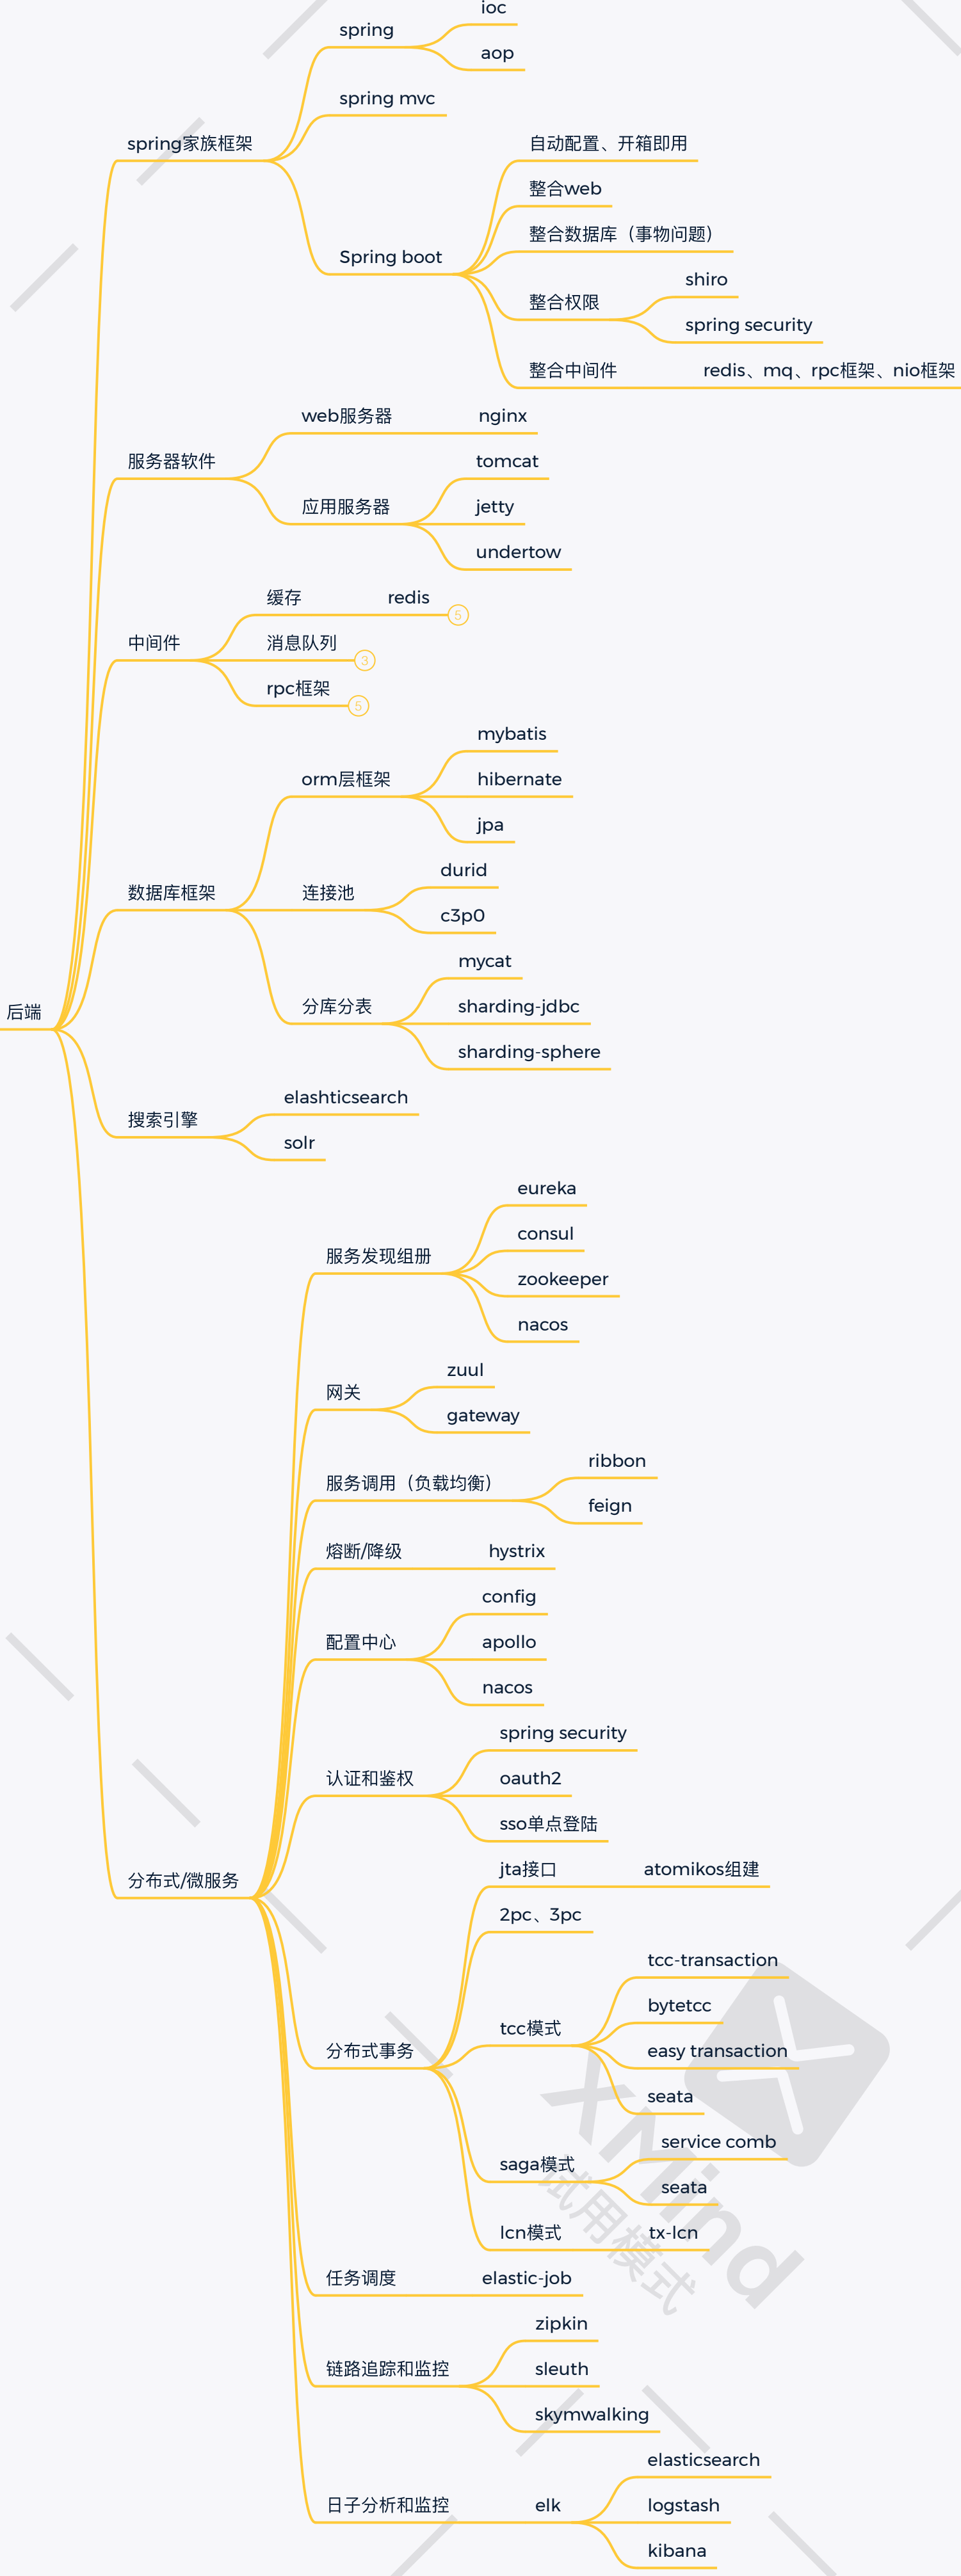 ioc
spring
aop
spring mvc
spring家族框架
自动配置、开箱即用
整合web
整合数据库（事物问题）
Spring boot
shiro
整合权限
spring security
整合中间件 redis、mq、rpc框架、nio框架
web服务器 nginx
服务器软件
tomcat
应用服务器
jetty
undertow
缓存 redis 5
中间件
消息队列 3
rpc框架 5
mybatis
orm层框架
hibernate
jpa
durid
数据库框架
连接池
c3p0
mycat
后端
分库分表
sharding-jdbc
sharding-sphere
elashticsearch
搜索引擎
solr
eureka
consul
服务发现组册
zookeeper
nacos
zuul
网关
gateway
ribbon
服务调用（负载均衡）
feign
熔断/降级 hystrix
config
配置中心
apollo
nacos
spring security
认证和鉴权
oauth2
sso单点登陆
jta接口 atomikos组建
分布式/微服务
2pc、3pc
tcc-transaction
bytetcc
tcc模式
分布式事务
easy transaction
seata
service comb
saga模式
seata
lcn模式 tx-lcn
任务调度 elastic-job
zipkin
链路追踪和监控
sleuth
skymwalking
elasticsearch
日子分析和监控 elk
logstash
kibana
XMind
试用模式